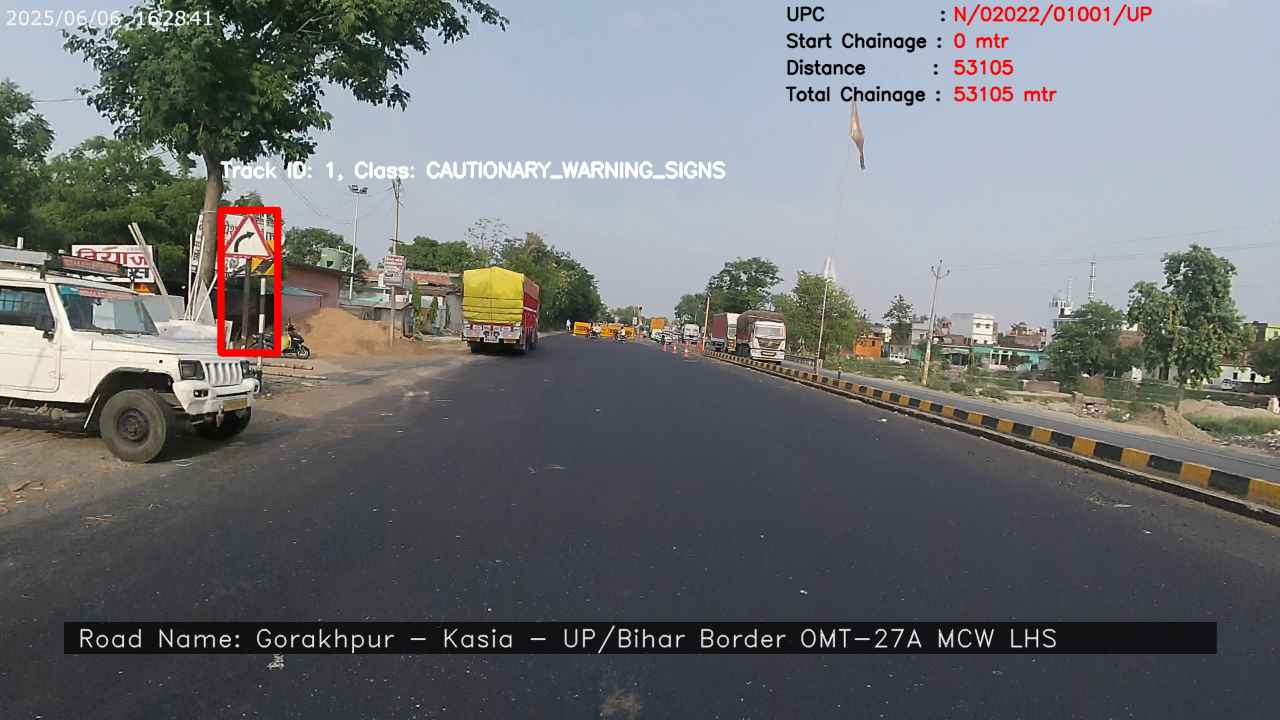 2025/06/06 16:28:41
UPC : N/02022/01001/UP
Start Chainage : 0 mtr
Distance : 53105
Total Chainage : 53105 mtr
Track ID: 1, Class: CAUTIONARY_WARNING_SIGNS
Road Name: Gorakhpur - Kasia - UP/Bihar Border OMT-27A MCW LHS